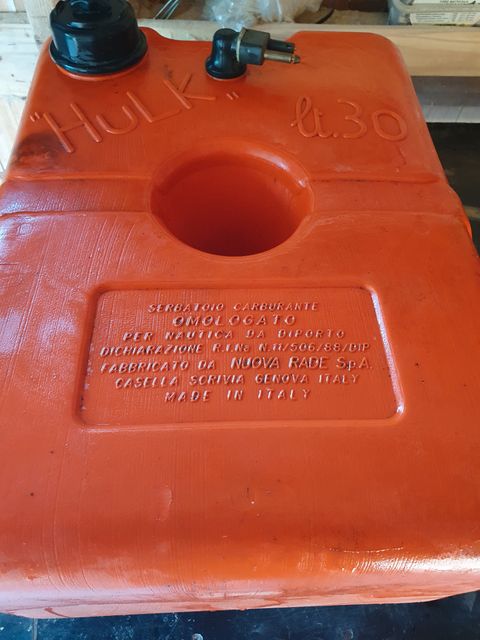 "HuLK" lt.30
SERBATOIO CARBURANTE
OMOLOGATO
PER NAUTICA DA DIPORTO
DICHIARAZIONE R.I.Na N.11/506/88/DIP
FABBRICATO DA NUOVA RADE S.p.A.
CASELLA SCRIVIA GENOVA ITALY
MADE IN ITALY